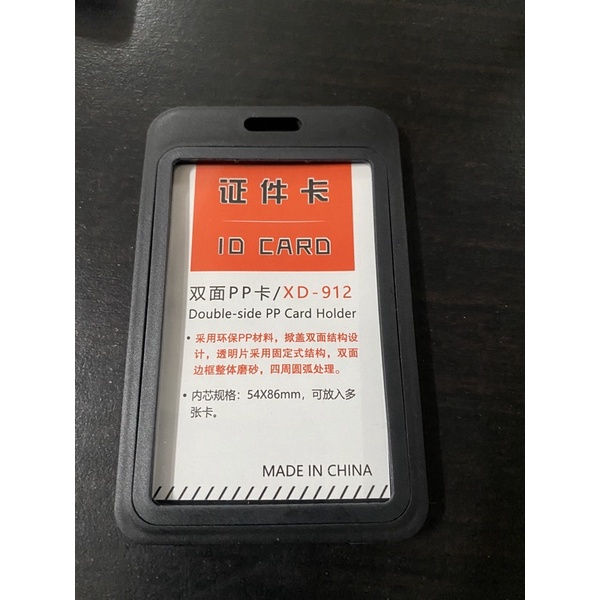 证件卡
ID CARD
双面PP卡/XD-912
Double-side PP Card Holder
• 采用环保PP材料，掀盖双面结构设
计，透明片采用固定式结构，双面
边框整体磨砂，四周圆弧处理。
• 内芯规格：54X86mm，可放入多
张卡。
MADE IN CHINA